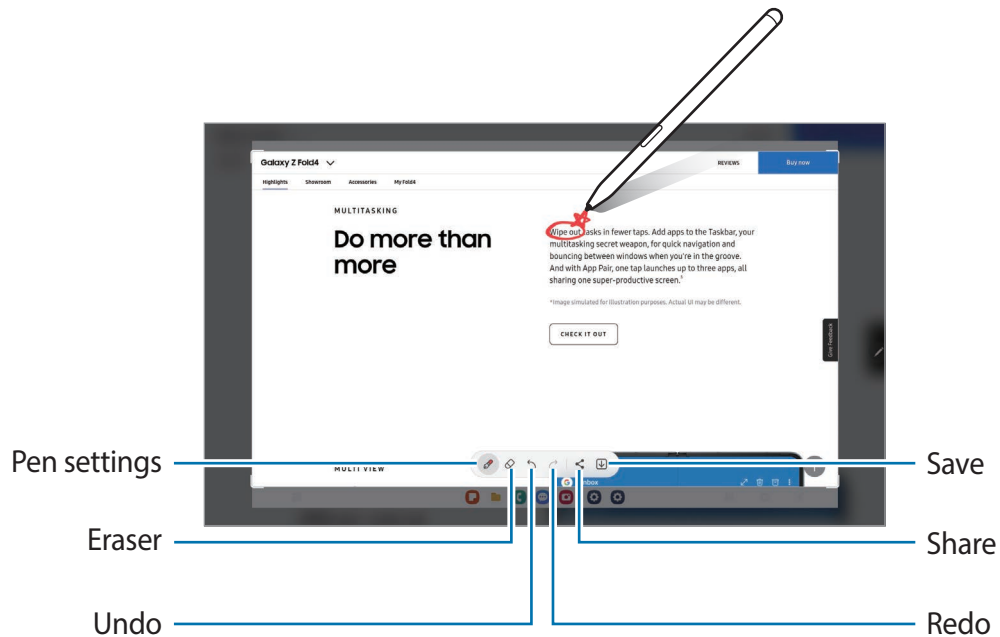 Galaxy Z Fold4
REVIEWS
Buy now
Highlights Showroom Accessories My Fold4
MULTITASKING
Do more than
more
Wipe out tasks in fewer taps. Add apps to the Taskbar, your
multitasking secret weapon, for quick navigation and
bouncing between windows when you're in the groove.
And with App Pair, one tap launches up to three apps, all
sharing one super-productive screen.⁵
*Image simulated for illustration purposes. Actual UI may be different.
CHECK IT OUT
Give Feedback
MULTI VIEW
Pen settings
Save
Eraser
Share
Undo
Redo